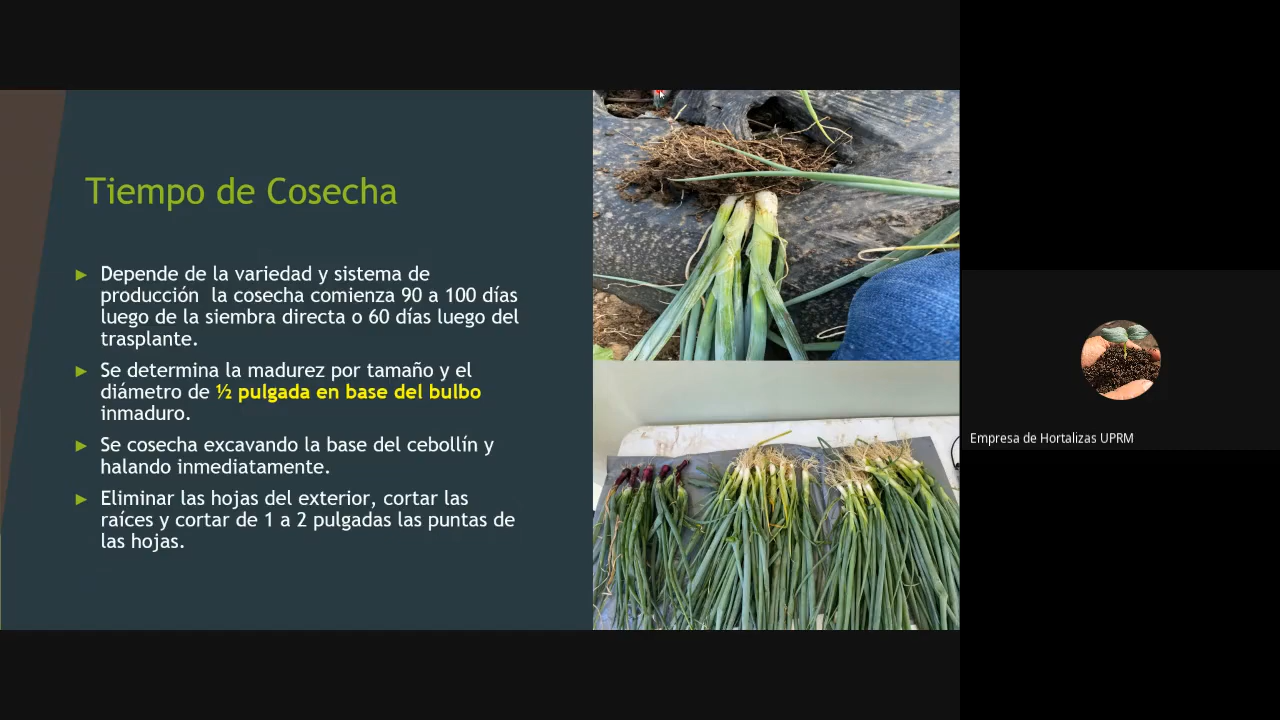 Tiempo de Cosecha
Depende de la variedad y sistema de
producción la cosecha comienza 90 a 100 días
luego de la siembra directa o 60 días luego del
trasplante.
Se determina la madurez por tamaño y el
diámetro de ½ pulgada en base del bulbo
inmaduro.
Se cosecha excavando la base del cebollín y
halando inmediatamente.
Eliminar las hojas del exterior, cortar las
raíces y cortar de 1 a 2 pulgadas las puntas de
las hojas.
Empresa de Hortalizas UPRM